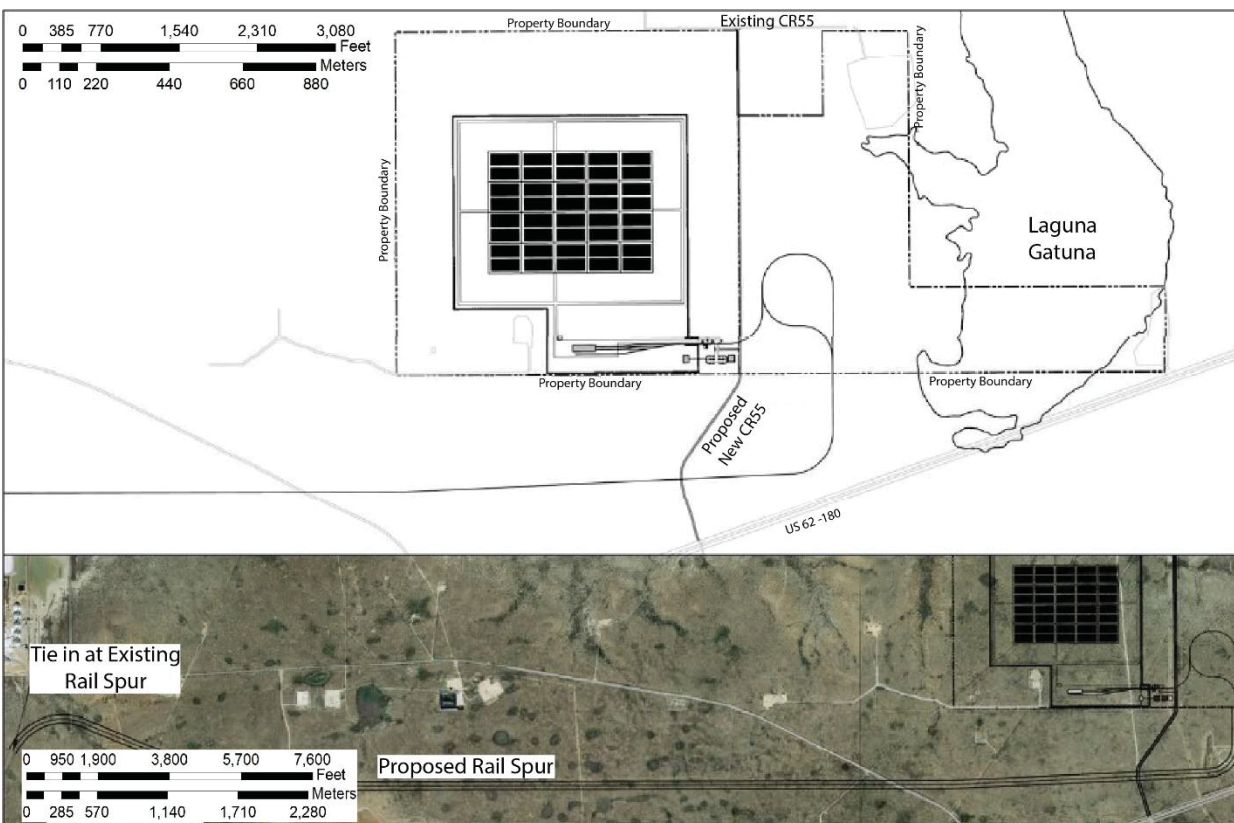 0 385 770 1,540 2,310 3,080
Feet
Meters
0 110 220 440 660 880
Property Boundary
Existing CR55
Property Boundary
Property Boundary
Laguna
Gatuna
Property Boundary
Property Boundary
Proposed
New CR55
US 62 -180
Tie in at Existing
Rail Spur
Proposed Rail Spur
0 950 1,900 3,800 5,700 7,600
Feet
Meters
0 285 570 1,140 1,710 2,280